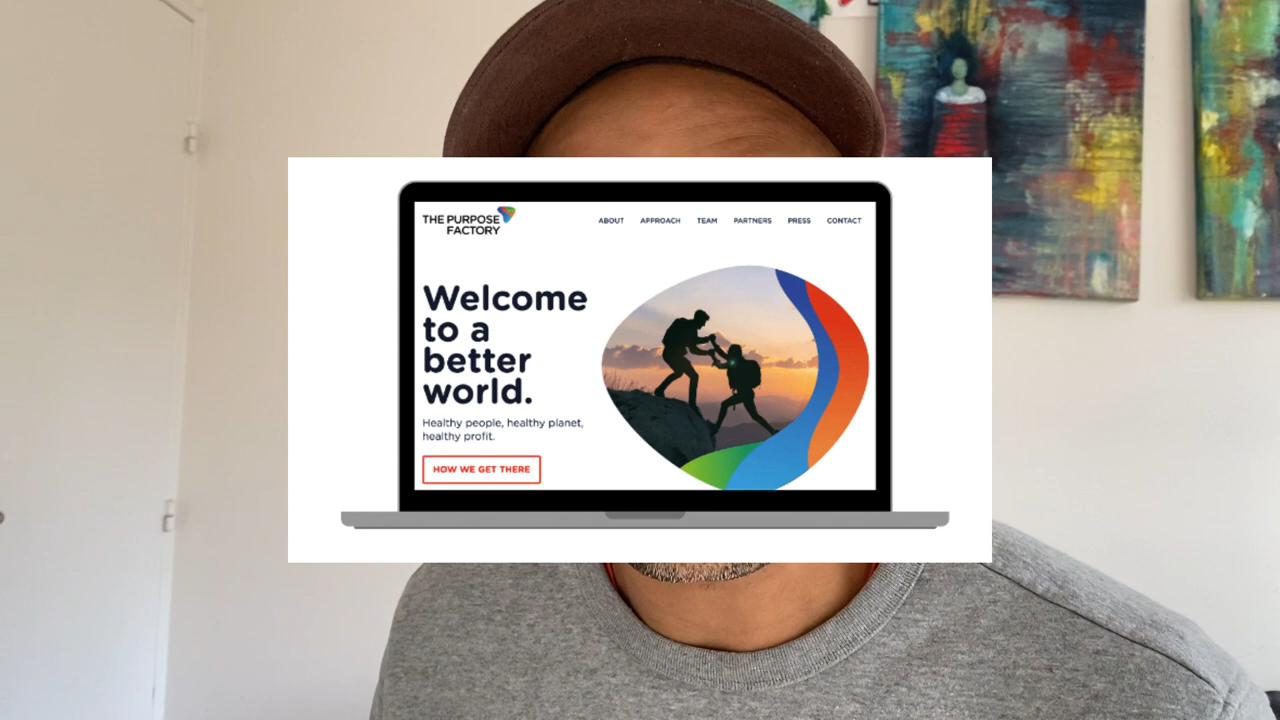 THE PURPOSE
FACTORY
ABOUT APPROACH TEAM PARTNERS PRESS CONTACT
Welcome
to a
better
world.
Healthy people, healthy planet,
healthy profit.
HOW WE GET THERE